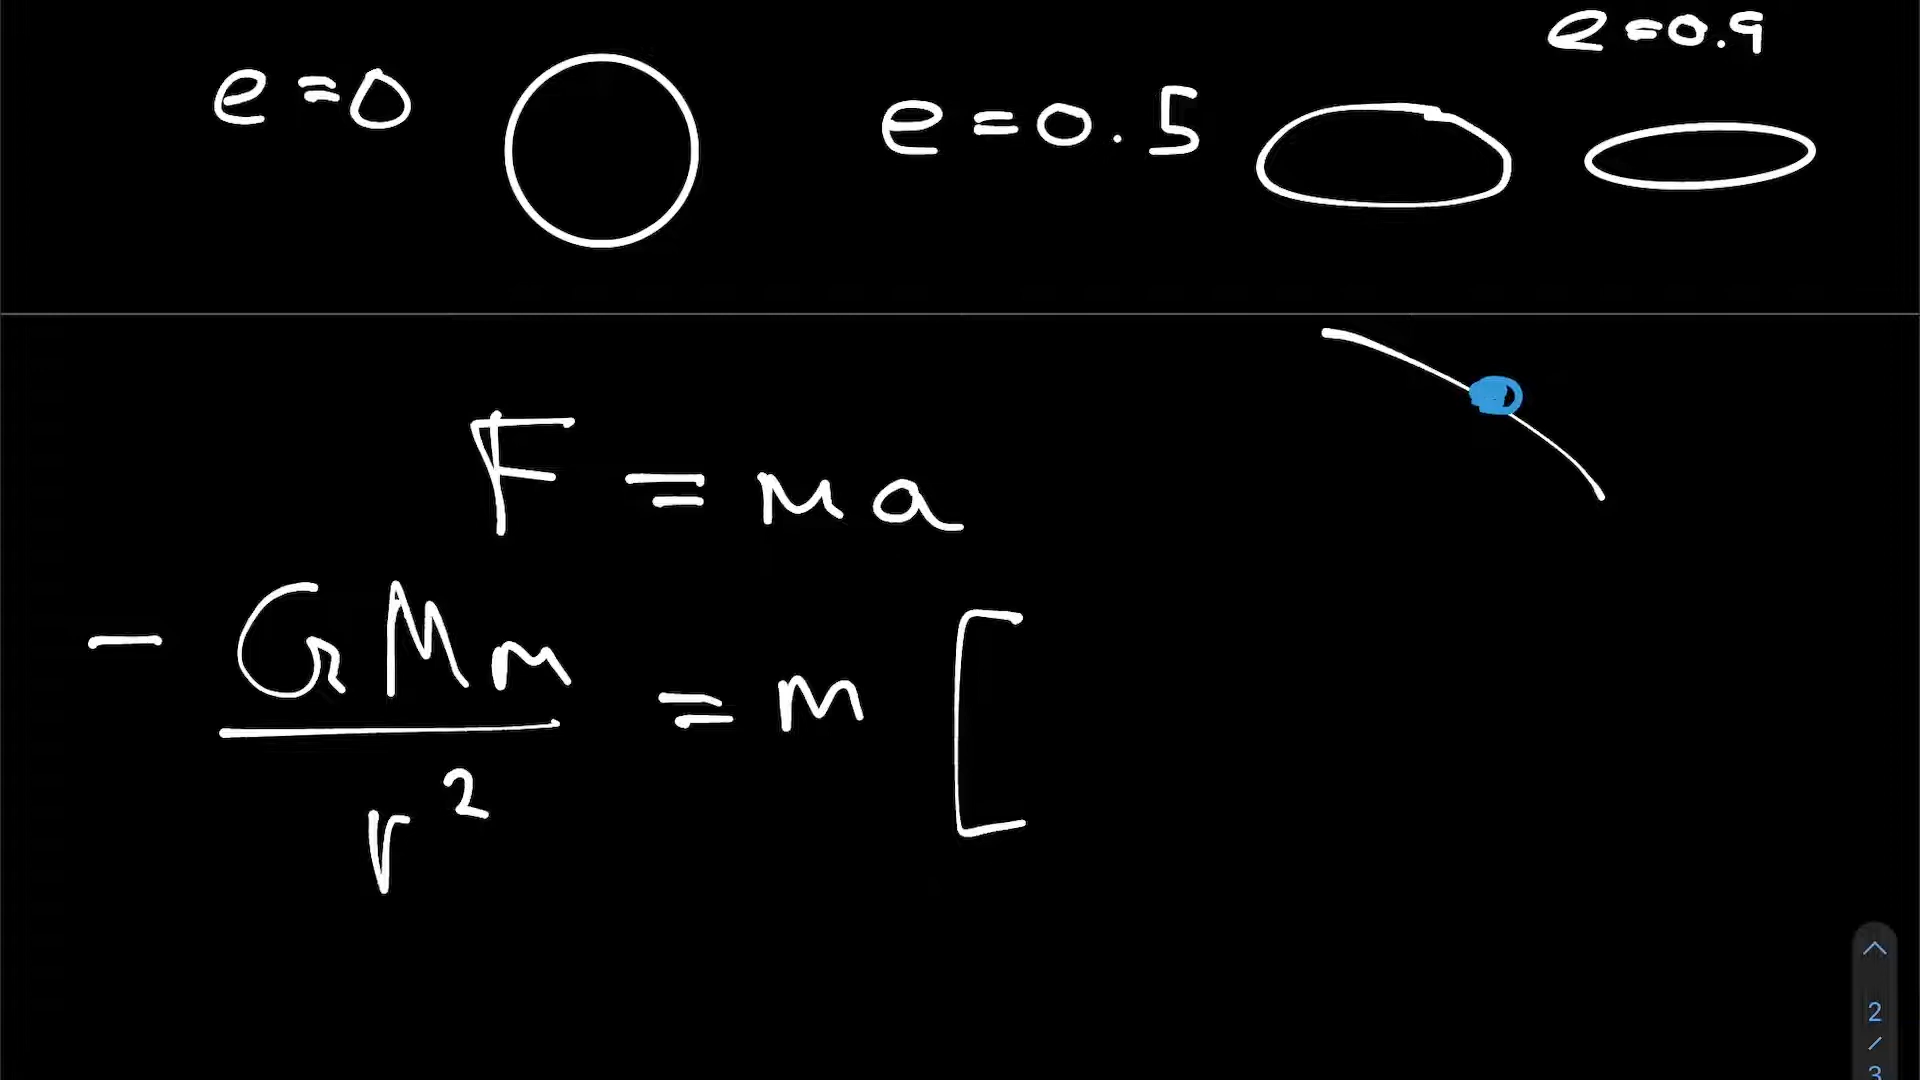 e=0.9
e=0
e=0.5
F=ma
- GMm / r² = m [
2
/
3